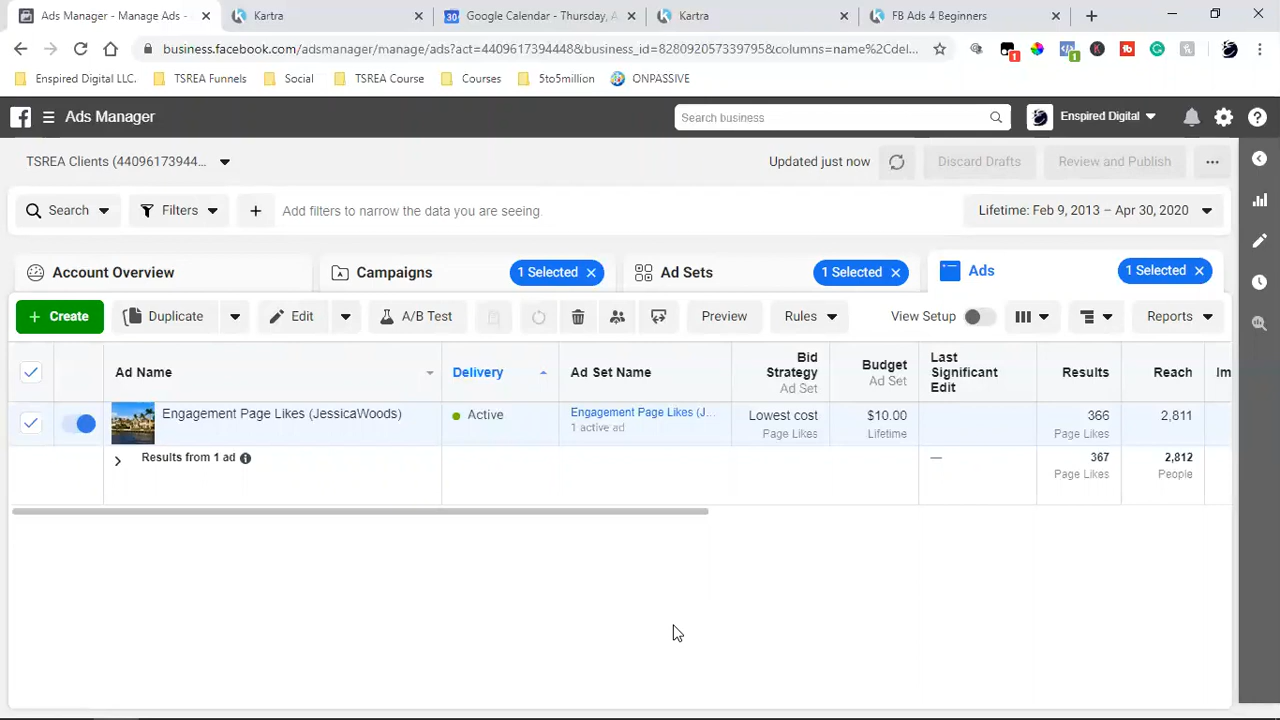 Ads Manager - Manage Ads -
Kartra
Google Calendar - Thursday, A
Kartra
FB Ads 4 Beginners
business.facebook.com/adsmanager/manage/ads?act=4409617394448&business_id=828092057339795&columns=name%2Cdel...
1
1
Enspired Digital LLC.
TSREA Funnels
Social
TSREA Course
Courses
5to5million
ONPASSIVE
Ads Manager
Search business
Enspired Digital
TSREA Clients (44096173944...
Updated just now
Discard Drafts
Review and Publish
Search
Filters
Add filters to narrow the data you are seeing.
Lifetime: Feb 9, 2013 – Apr 30, 2020
Account Overview
Campaigns
1 Selected
Ad Sets
1 Selected
Ads
1 Selected
Create
Duplicate
Edit
A/B Test
Preview
Rules
View Setup
Reports
Ad Name
Delivery
Ad Set Name
Bid Strategy
Ad Set
Budget
Ad Set
Last Significant Edit
Results
Reach
Im
Engagement Page Likes (JessicaWoods)
Active
Engagement Page Likes (J...
1 active ad
Lowest cost
Page Likes
$10.00
Lifetime
366
Page Likes
2,811
Results from 1 ad
—
367
Page Likes
2,812
People